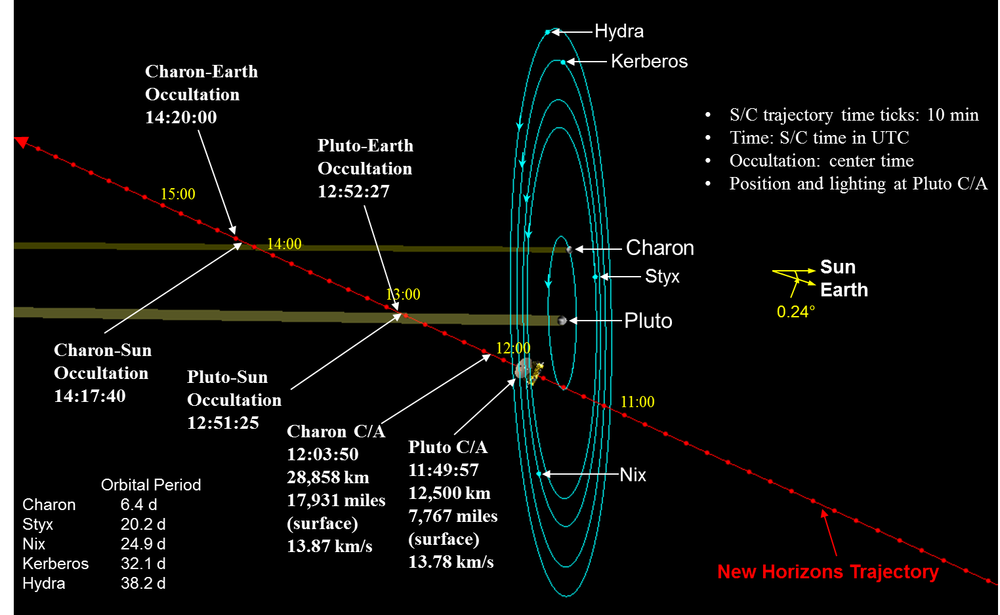 Hydra
Kerberos
Charon-Earth
Occultation
14:20:00
Pluto-Earth
Occultation
12:52:27
• S/C trajectory time ticks: 10 min
• Time: S/C time in UTC
• Occultation: center time
• Position and lighting at Pluto C/A
15:00
14:00
13:00
12:00
11:00
Charon
Styx
Pluto
Nix
Sun
Earth
0.24°
Charon-Sun
Occultation
14:17:40
Pluto-Sun
Occultation
12:51:25
Charon C/A
12:03:50
28,858 km
17,931 miles
(surface)
13.87 km/s
Pluto C/A
11:49:57
12,500 km
7,767 miles
(surface)
13.78 km/s
Orbital Period
Charon 6.4 d
Styx 20.2 d
Nix 24.9 d
Kerberos 32.1 d
Hydra 38.2 d
New Horizons Trajectory